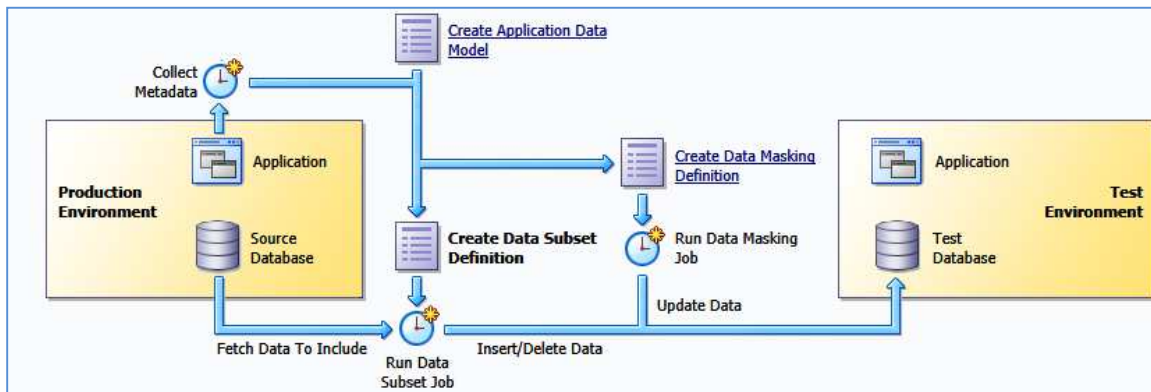 Create Application Data
Model
Collect
Metadata
Application
Production
Environment
Source
Database
Create Data Masking
Definition
Create Data Subset
Definition
Run Data Masking
Job
Application
Test
Environment
Test
Database
Update Data
Fetch Data To Include
Run Data
Subset Job
Insert/Delete Data